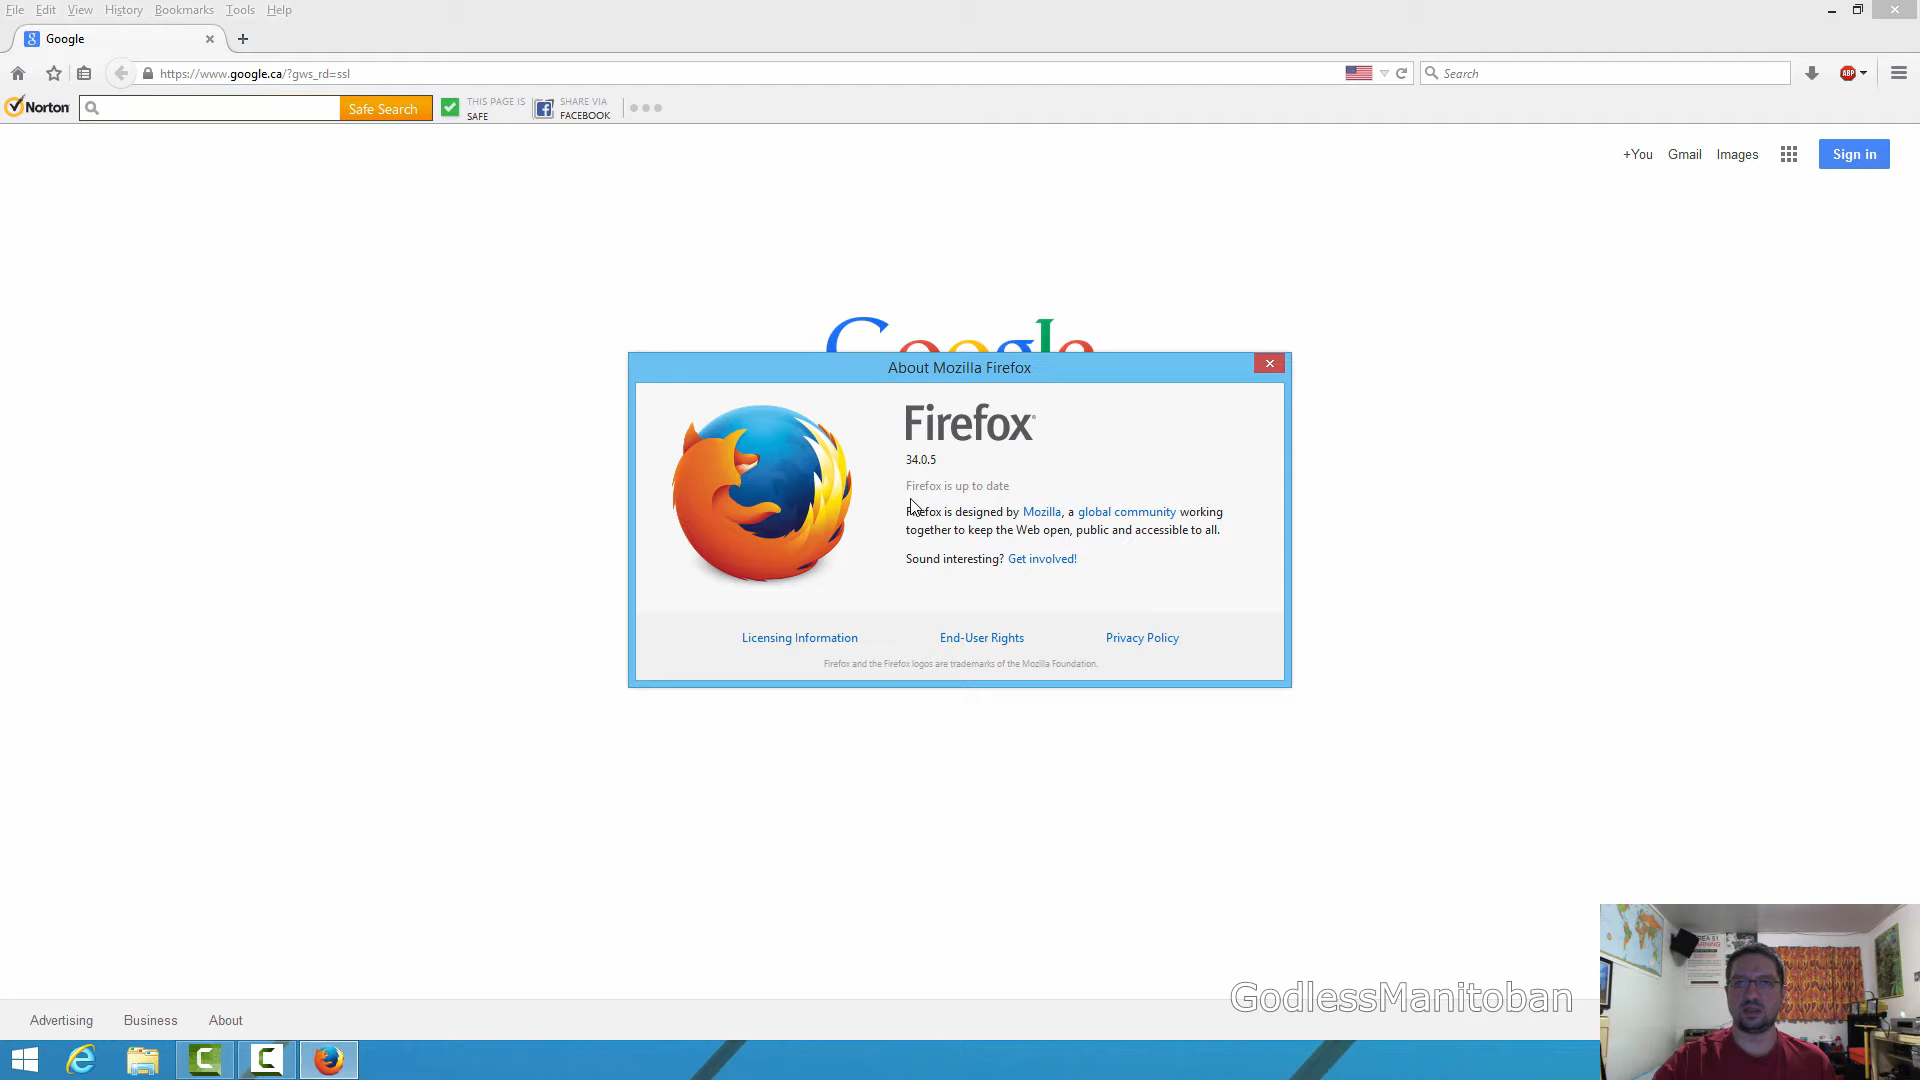 File Edit View History Bookmarks Tools Help
Google
https://www.google.ca/?gws_rd=ssl
Search
ABP
Norton
Safe Search
THIS PAGE IS
SAFE
SHARE VIA
FACEBOOK
+You Gmail Images
Sign in
Google
About Mozilla Firefox
Firefox
34.0.5
Firefox is up to date
Firefox is designed by Mozilla, a global community working
together to keep the Web open, public and accessible to all.
Sound interesting? Get involved!
Licensing Information End-User Rights Privacy Policy
Firefox and the Firefox logos are trademarks of the Mozilla Foundation.
GodlessManitoban
Advertising Business About